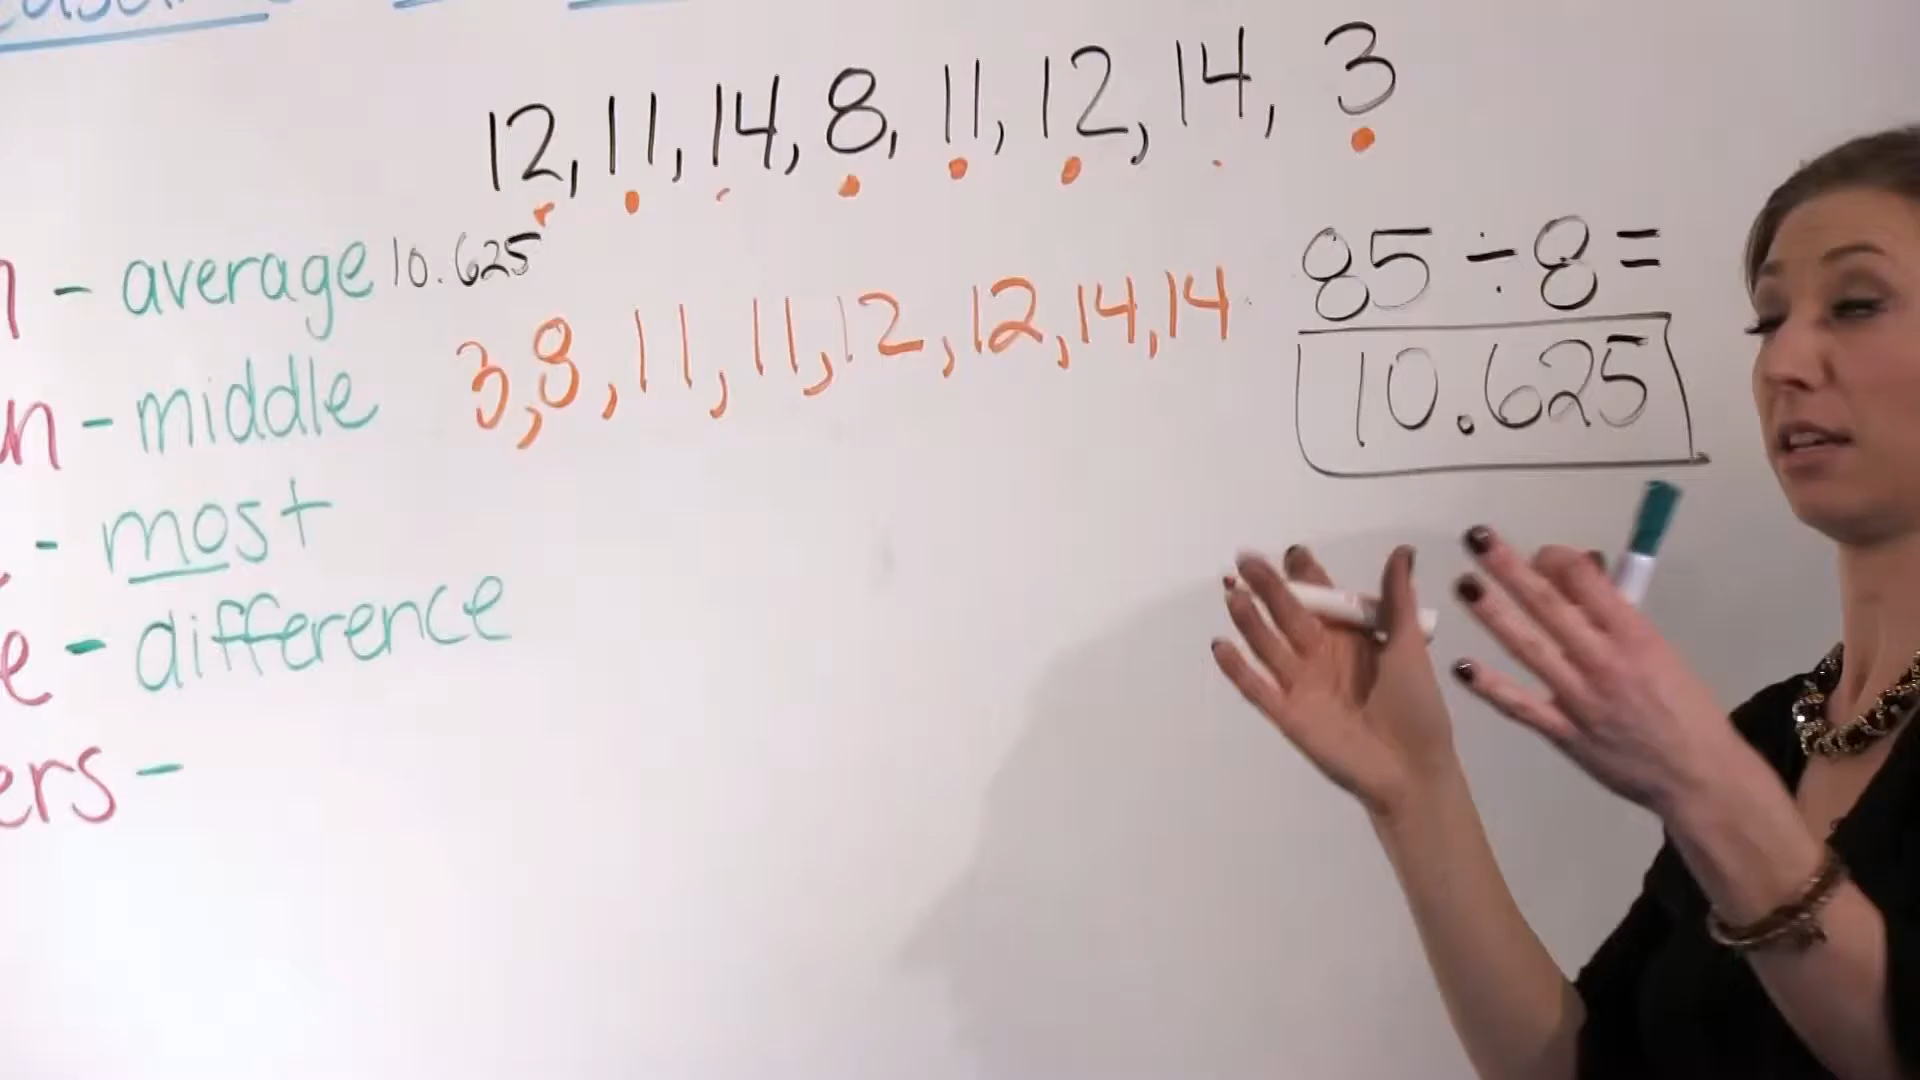 12, 11, 14, 8, 11, 12, 14, 3
- average 10.625
85 ÷ 8 =
10.625
n - middle
3, 8, 11, 11, 12, 12, 14, 14
- most
e - difference
ers -